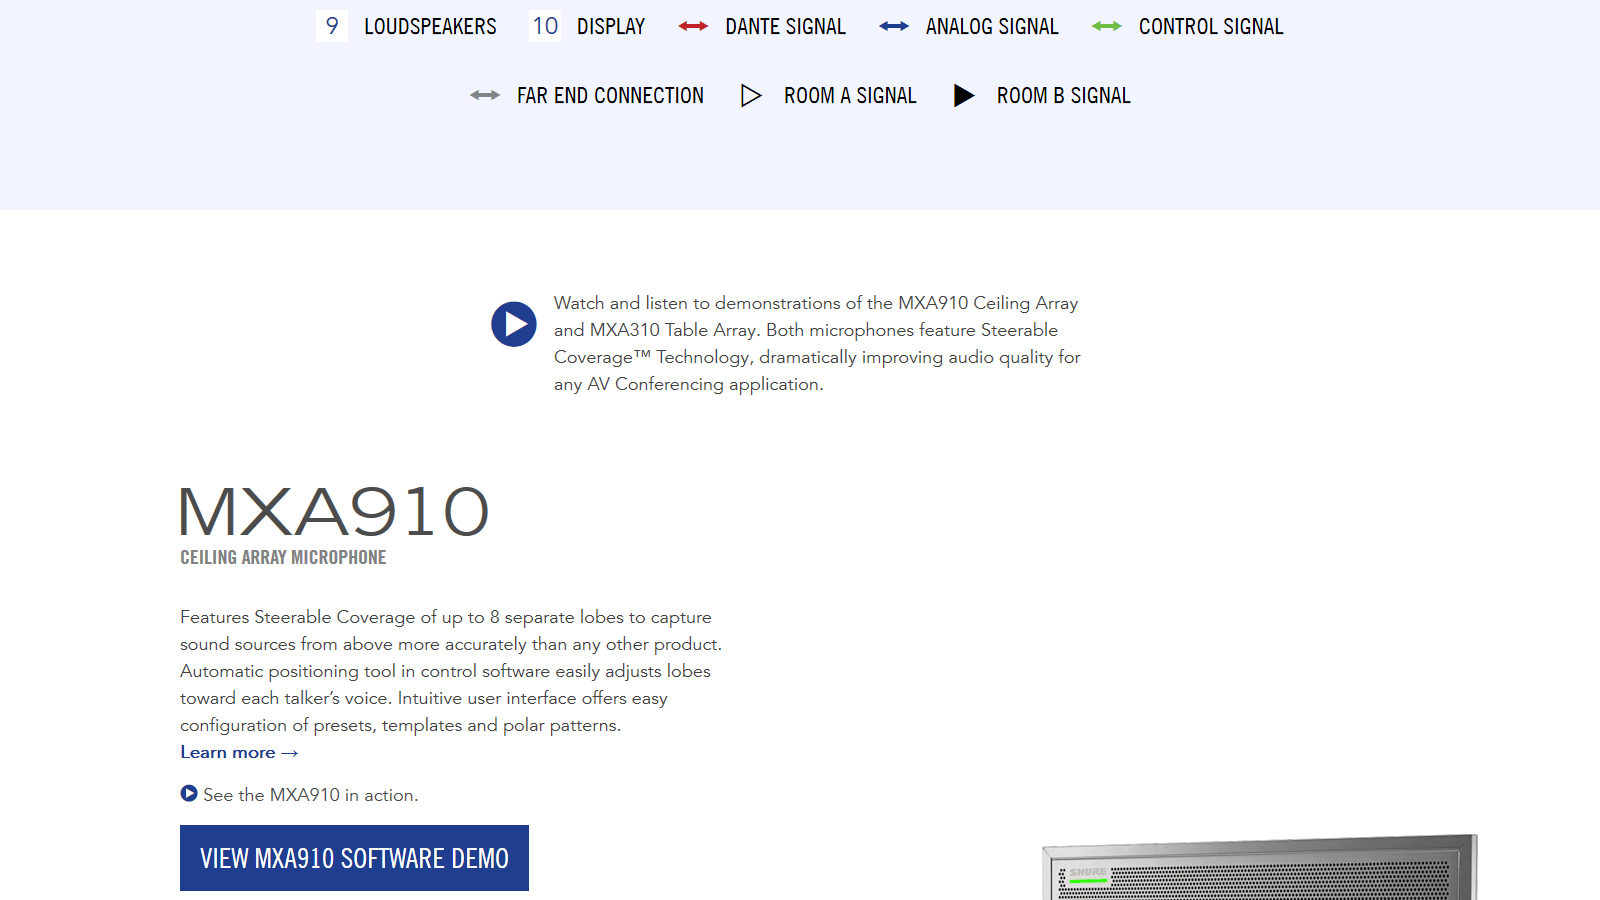 9 LOUDSPEAKERS 10 DISPLAY DANTE SIGNAL ANALOG SIGNAL CONTROL SIGNAL
FAR END CONNECTION ROOM A SIGNAL ROOM B SIGNAL
Watch and listen to demonstrations of the MXA910 Ceiling Array
and MXA310 Table Array. Both microphones feature Steerable
Coverage™ Technology, dramatically improving audio quality for
any AV Conferencing application.
MXA910
CEILING ARRAY MICROPHONE
Features Steerable Coverage of up to 8 separate lobes to capture
sound sources from above more accurately than any other product.
Automatic positioning tool in control software easily adjusts lobes
toward each talker’s voice. Intuitive user interface offers easy
configuration of presets, templates and polar patterns.
Learn more →
See the MXA910 in action.
VIEW MXA910 SOFTWARE DEMO
SHURE